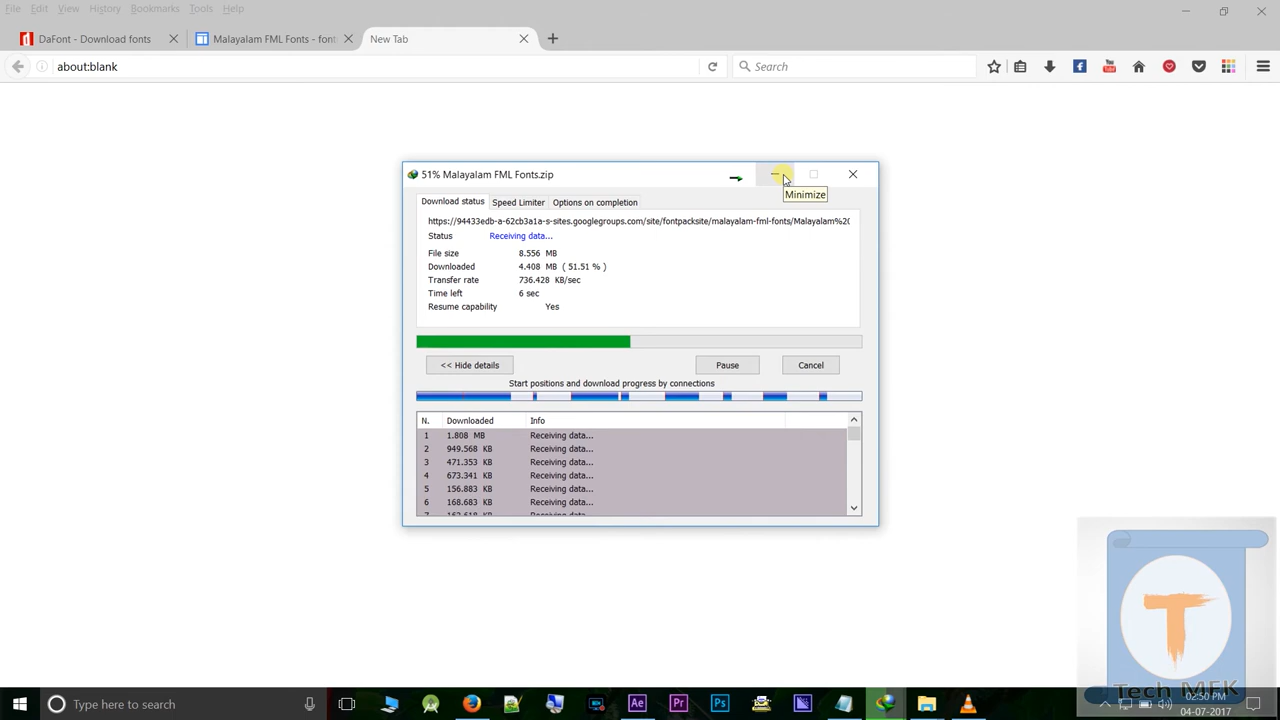 File Edit View History Bookmarks Tools Help
DaFont - Download fonts
Malayalam FML Fonts - font
New Tab
about:blank
Search
51% Malayalam FML Fonts.zip
Minimize
Download status Speed Limiter Options on completion
https://94433edb-a-62cb3a1a-s-sites.googlegroups.com/site/fontpacksite/malayalam-fml-fonts/Malayalam%2(
Status Receiving data...
File size 8.556 MB
Downloaded 4.408 MB ( 51.51 % )
Transfer rate 736.428 KB/sec
Time left 6 sec
Resume capability Yes
<< Hide details Pause Cancel
Start positions and download progress by connections
N. Downloaded Info
1 1.808 MB Receiving data...
2 949.568 KB Receiving data...
3 471.353 KB Receiving data...
4 673.341 KB Receiving data...
5 156.883 KB Receiving data...
6 168.683 KB Receiving data...
T
Tech MFK
Type here to search
Ae Pr Ps
02:50 PM
04-07-2017